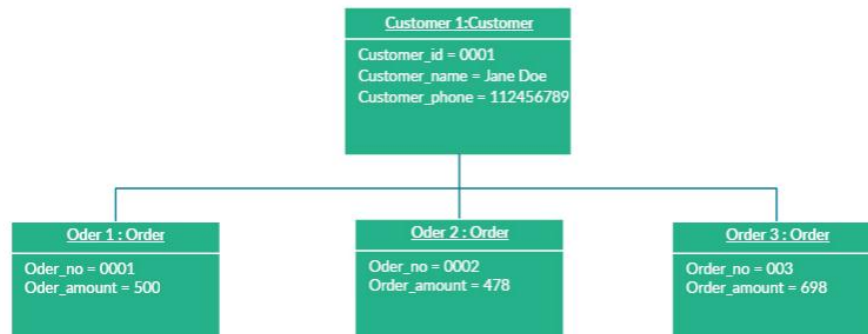 Customer 1:Customer
Customer_id = 0001
Customer_name = Jane Doe
Customer_phone = 112456789
Oder 1 : Order
Oder_no = 0001
Oder_amount = 500
Oder 2 : Order
Oder_no = 0002
Order_amount = 478
Order 3 : Order
Order_no = 003
Order_amount = 698